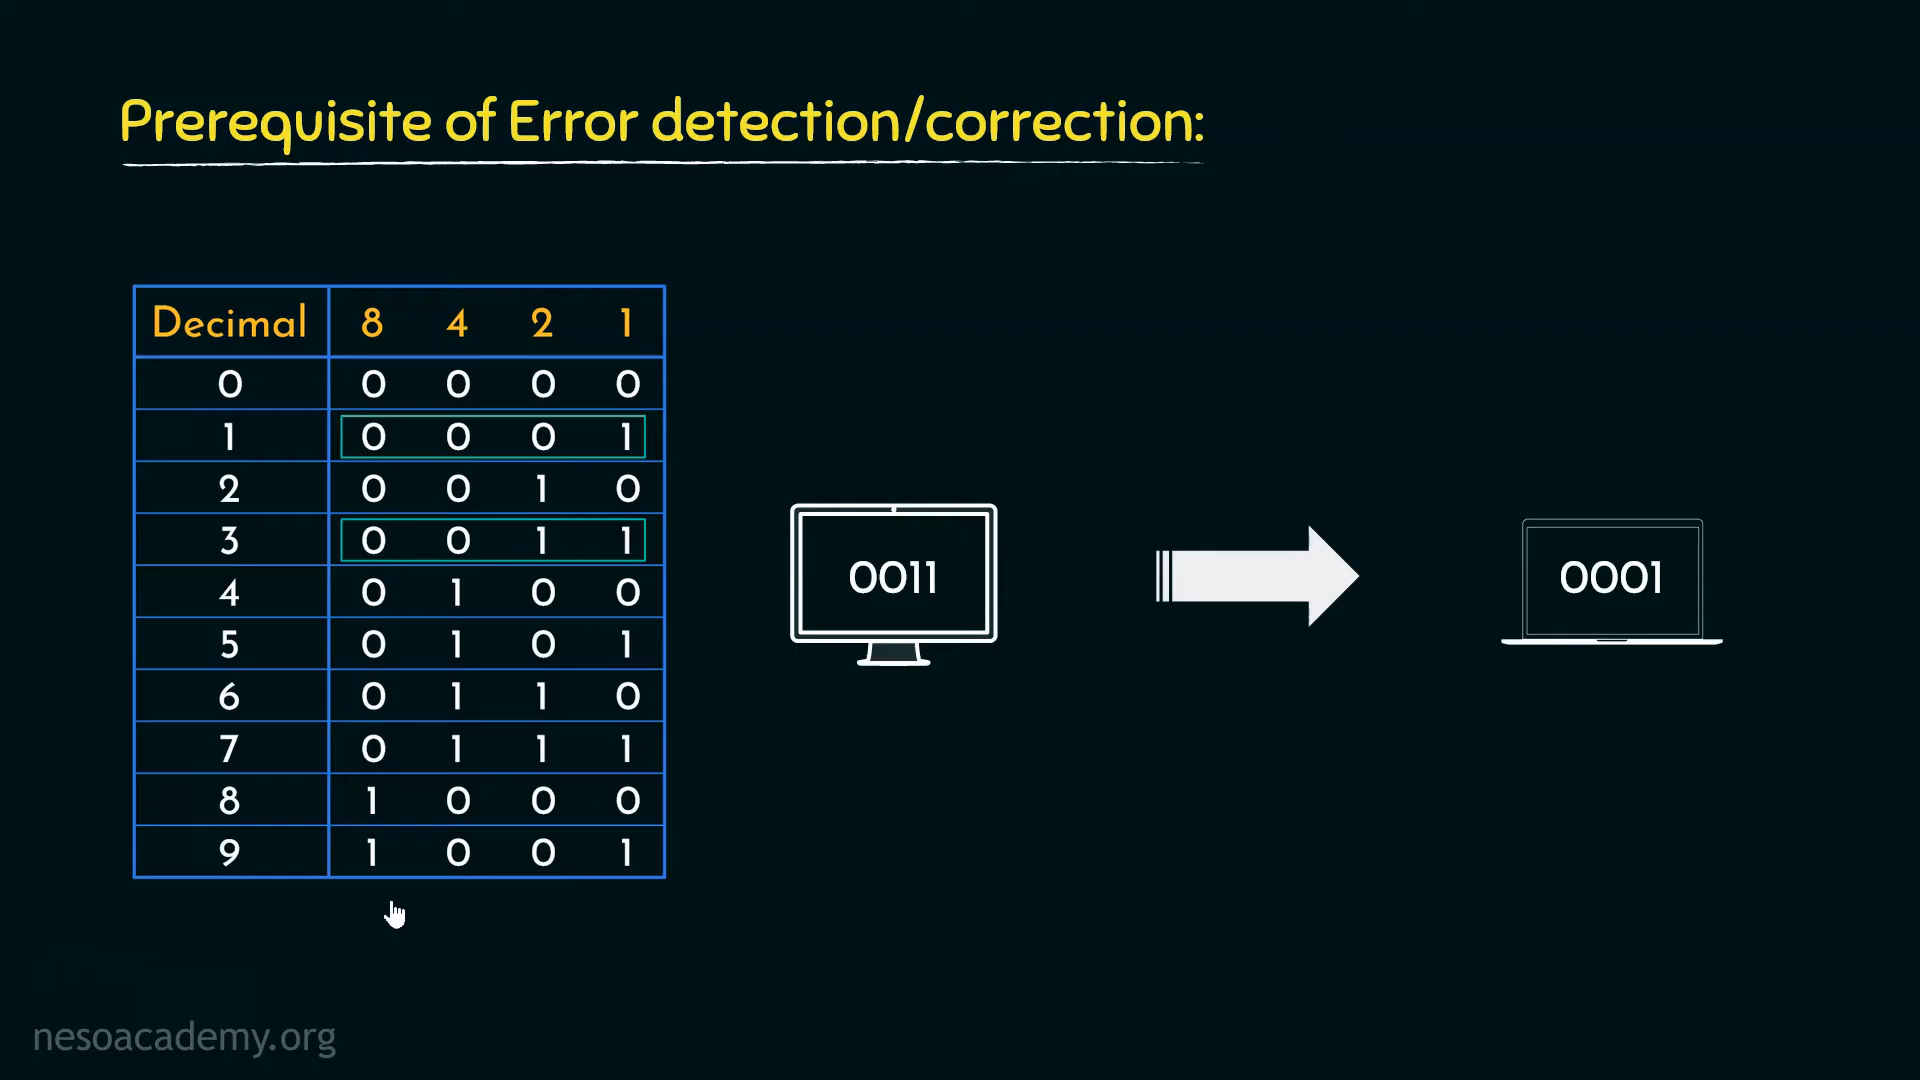 Prerequisite of Error detection/correction:
Decimal 8 4 2 1
0 0 0 0 0
1 0 0 0 1
2 0 0 1 0
3 0 0 1 1
4 0 1 0 0
5 0 1 0 1
6 0 1 1 0
7 0 1 1 1
8 1 0 0 0
9 1 0 0 1
0011
0001
nesoacademy.org